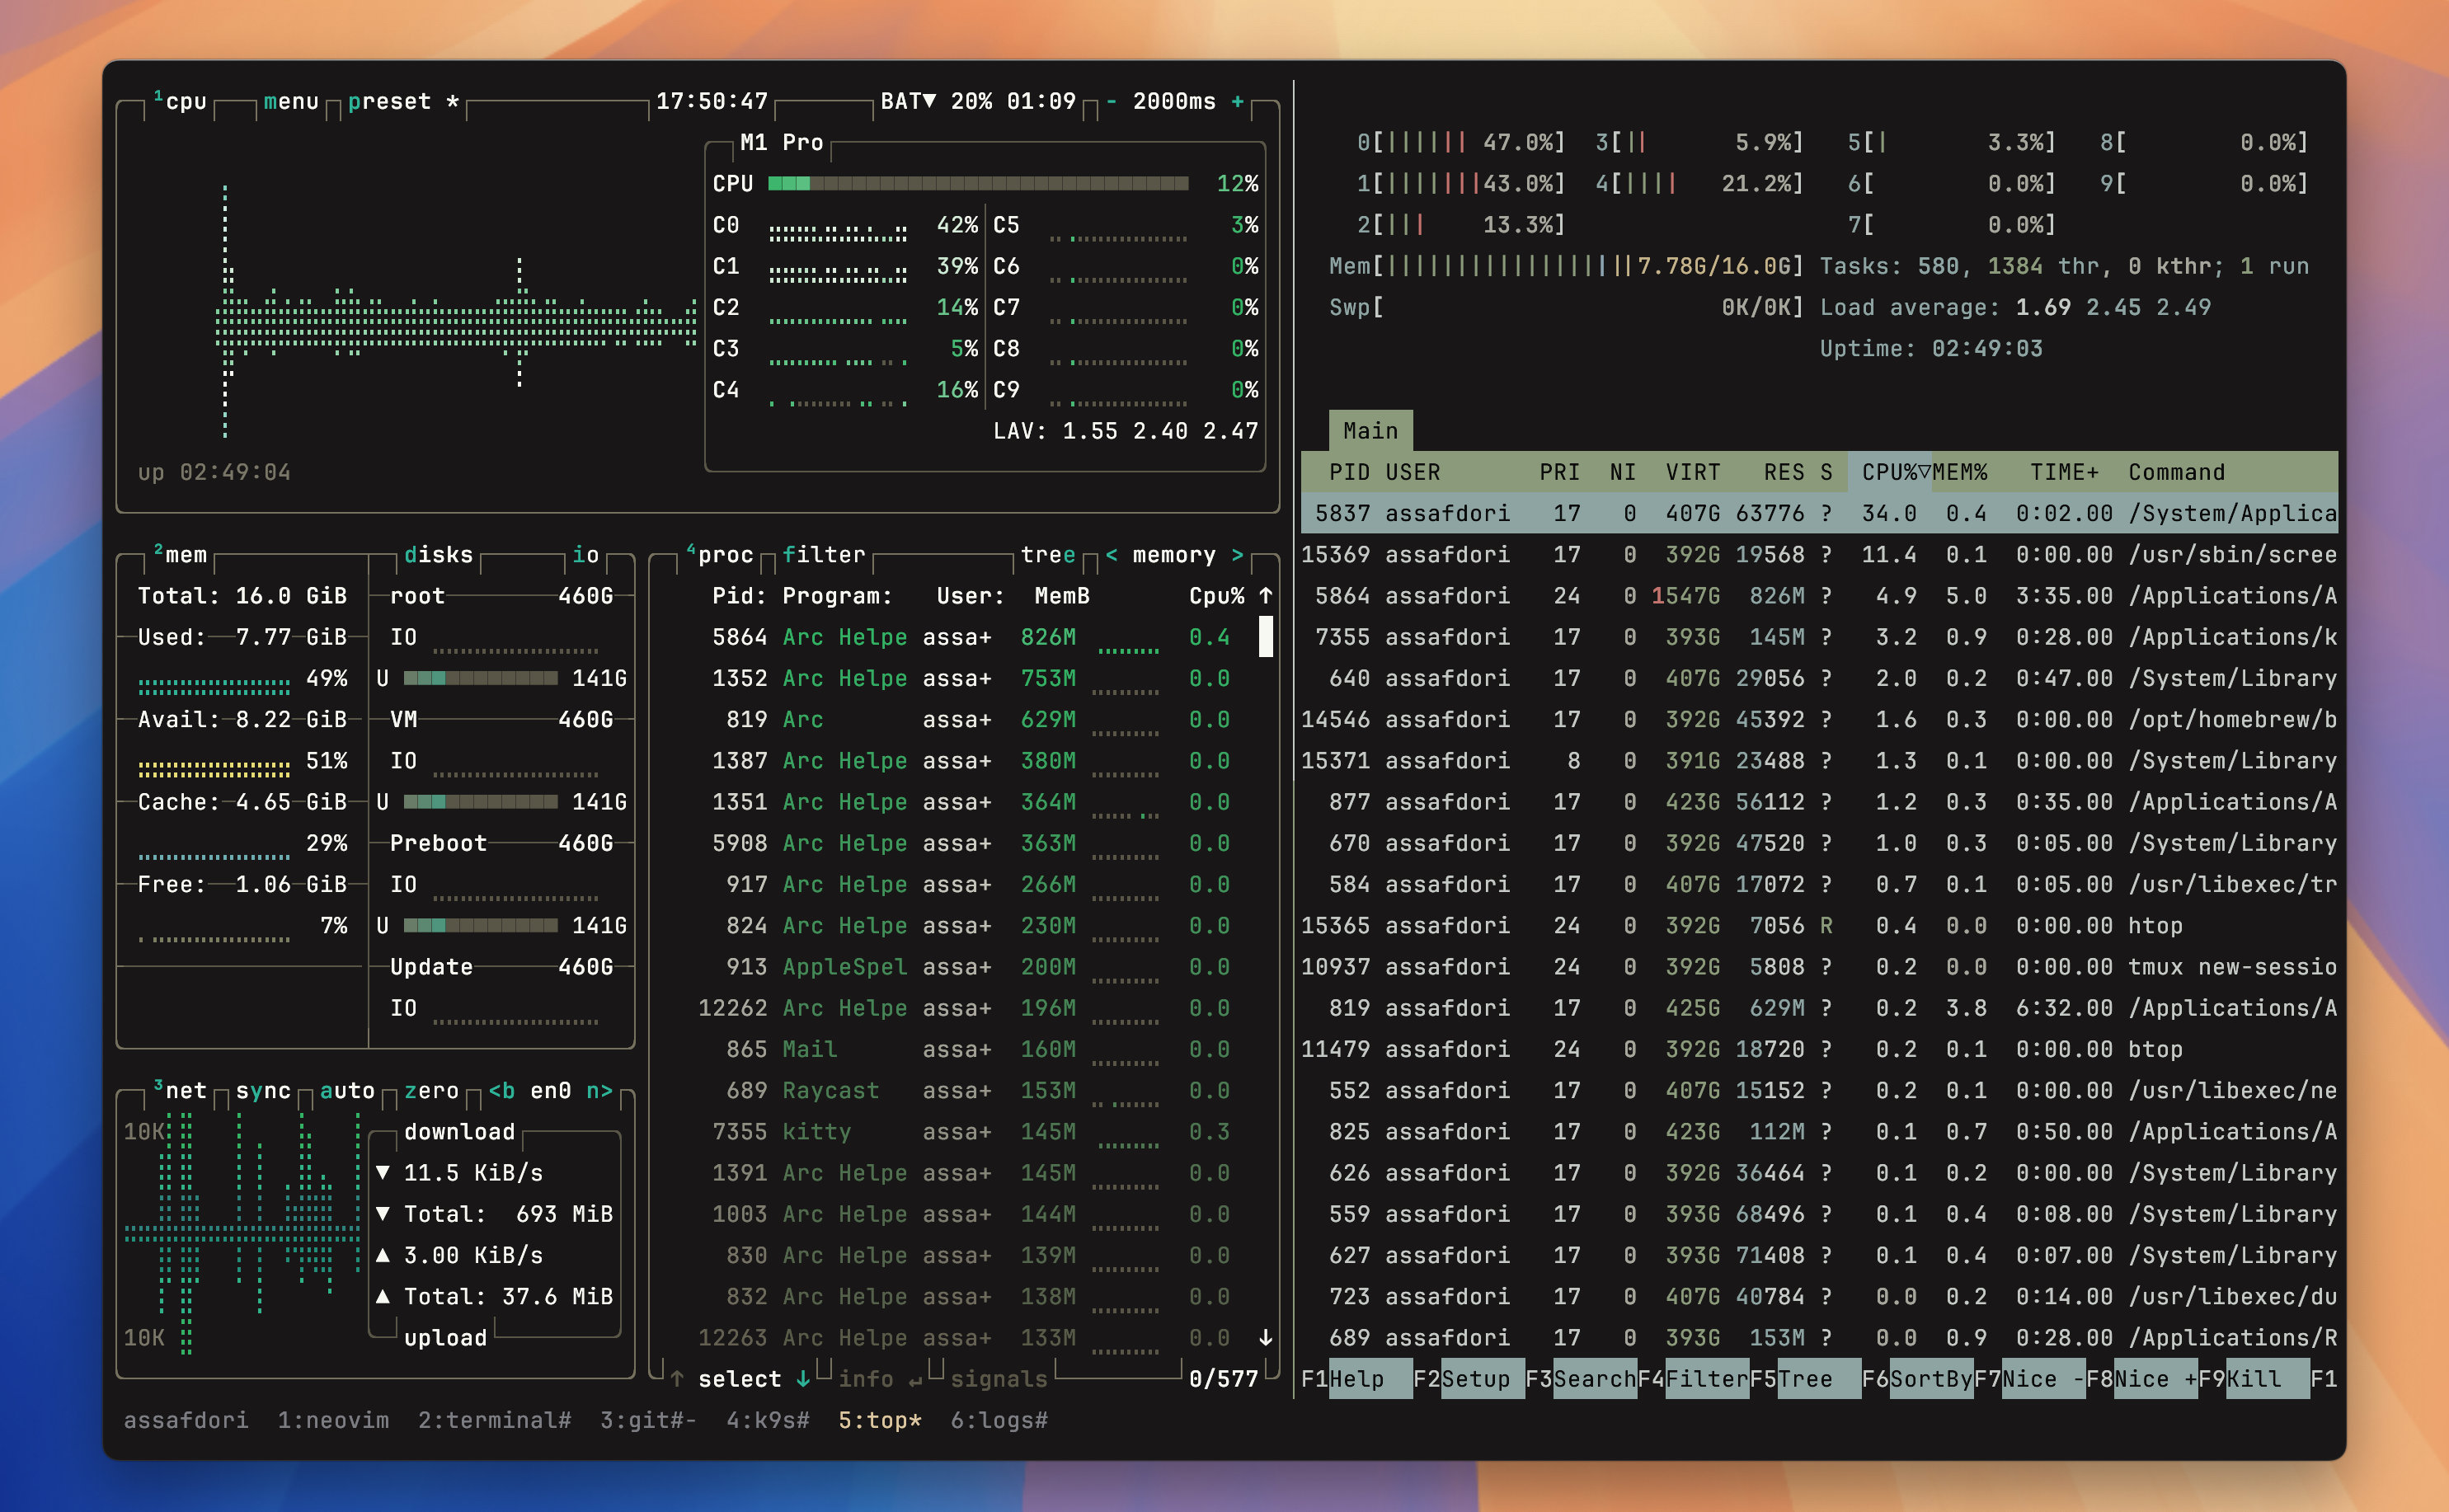 ¹cpu menu preset * 17:50:47 BAT▼ 20% 01:09 - 2000ms +
M1 Pro
CPU 12%
C0 42% C5 3%
C1 39% C6 0%
C2 14% C7 0%
C3 5% C8 0%
C4 16% C9 0%
LAV: 1.55 2.40 2.47
up 02:49:04
²mem disks io
Total: 16.0 GiB root 460G
Used: 7.77 GiB IO
49% U 141G
Avail: 8.22 GiB VM 460G
51% IO
Cache: 4.65 GiB U 141G
29% Preboot 460G
Free: 1.06 GiB IO
7% U 141G
Update 460G
IO
³net sync auto zero <b en0 n>
10K download
▼ 11.5 KiB/s
▼ Total: 693 MiB
▲ 3.00 KiB/s
▲ Total: 37.6 MiB
10K upload
⁴proc filter tree < memory >
Pid: Program: User: MemB Cpu% ↑
5864 Arc Helpe assa+ 826M 0.4
1352 Arc Helpe assa+ 753M 0.0
819 Arc assa+ 629M 0.0
1387 Arc Helpe assa+ 380M 0.0
1351 Arc Helpe assa+ 364M 0.0
5908 Arc Helpe assa+ 363M 0.0
917 Arc Helpe assa+ 266M 0.0
824 Arc Helpe assa+ 230M 0.0
913 AppleSpel assa+ 200M 0.0
12262 Arc Helpe assa+ 196M 0.0
865 Mail assa+ 160M 0.0
689 Raycast assa+ 153M 0.0
7355 kitty assa+ 145M 0.3
1391 Arc Helpe assa+ 145M 0.0
1003 Arc Helpe assa+ 144M 0.0
830 Arc Helpe assa+ 139M 0.0
832 Arc Helpe assa+ 138M 0.0
12263 Arc Helpe assa+ 133M 0.0 ↓
↑ select ↓ info ↵ signals 0/577
0[|||||| 47.0%] 3[|| 5.9%] 5[| 3.3%] 8[ 0.0%]
1[|||||||43.0%] 4[|||| 21.2%] 6[ 0.0%] 9[ 0.0%]
2[||| 13.3%] 7[ 0.0%]
Mem[||||||||||||||||||7.78G/16.0G] Tasks: 580, 1384 thr, 0 kthr; 1 run
Swp[ 0K/0K] Load average: 1.69 2.45 2.49
Uptime: 02:49:03
Main
PID USER PRI NI VIRT RES S CPU%▽MEM% TIME+ Command
5837 assafdori 17 0 407G 63776 ? 34.0 0.4 0:02.00 /System/Applica
15369 assafdori 17 0 392G 19568 ? 11.4 0.1 0:00.00 /usr/sbin/scree
5864 assafdori 24 0 1547G 826M ? 4.9 5.0 3:35.00 /Applications/A
7355 assafdori 17 0 393G 145M ? 3.2 0.9 0:28.00 /Applications/k
640 assafdori 17 0 407G 29056 ? 2.0 0.2 0:47.00 /System/Library
14546 assafdori 17 0 392G 45392 ? 1.6 0.3 0:00.00 /opt/homebrew/b
15371 assafdori 8 0 391G 23488 ? 1.3 0.1 0:00.00 /System/Library
877 assafdori 17 0 423G 56112 ? 1.2 0.3 0:35.00 /Applications/A
670 assafdori 17 0 392G 47520 ? 1.0 0.3 0:05.00 /System/Library
584 assafdori 17 0 407G 17072 ? 0.7 0.1 0:05.00 /usr/libexec/tr
15365 assafdori 24 0 392G 7056 R 0.4 0.0 0:00.00 htop
10937 assafdori 24 0 392G 5808 ? 0.2 0.0 0:00.00 tmux new-sessio
819 assafdori 17 0 425G 629M ? 0.2 3.8 6:32.00 /Applications/A
11479 assafdori 24 0 392G 18720 ? 0.2 0.1 0:00.00 btop
552 assafdori 17 0 407G 15152 ? 0.2 0.1 0:00.00 /usr/libexec/ne
825 assafdori 17 0 423G 112M ? 0.1 0.7 0:50.00 /Applications/A
626 assafdori 17 0 392G 36464 ? 0.1 0.2 0:00.00 /System/Library
559 assafdori 17 0 393G 68496 ? 0.1 0.4 0:08.00 /System/Library
627 assafdori 17 0 393G 71408 ? 0.1 0.4 0:07.00 /System/Library
723 assafdori 17 0 407G 40784 ? 0.0 0.2 0:14.00 /usr/libexec/du
689 assafdori 17 0 393G 153M ? 0.0 0.9 0:28.00 /Applications/R
F1Help F2Setup F3SearchF4FilterF5Tree F6SortByF7Nice -F8Nice +F9Kill F1
assafdori 1:neovim 2:terminal# 3:git#- 4:k9s# 5:top* 6:logs#